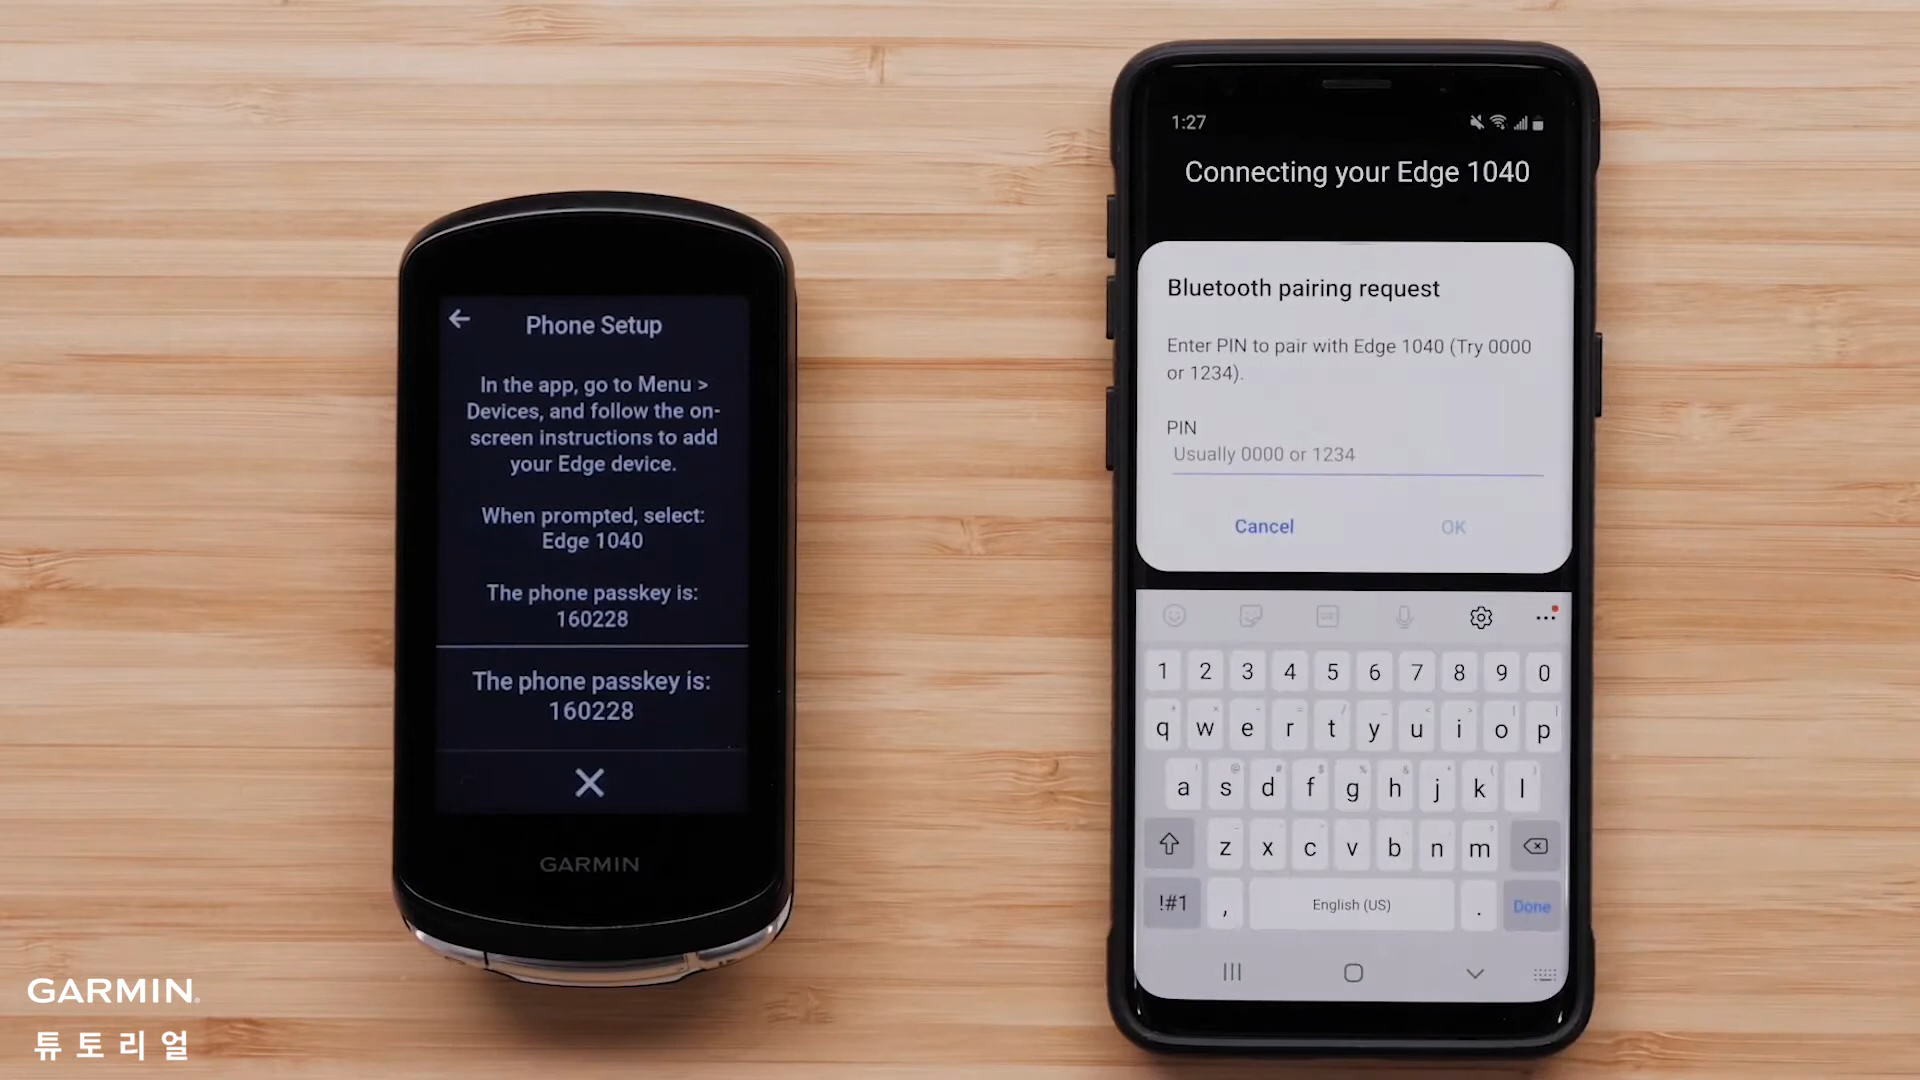 Phone Setup
In the app, go to Menu >
Devices, and follow the on-
screen instructions to add
your Edge device.
When prompted, select:
Edge 1040
The phone passkey is:
160228
The phone passkey is:
160228
GARMIN
1:27
Connecting your Edge 1040
Bluetooth pairing request
Enter PIN to pair with Edge 1040 (Try 0000
or 1234).
PIN
Usually 0000 or 1234
Cancel OK
1 2 3 4 5 6 7 8 9 0
q w e r t y u i o p
a s d f g h j k l
z x c v b n m
!#1 , English (US) . Done
GARMIN.
튜토리얼